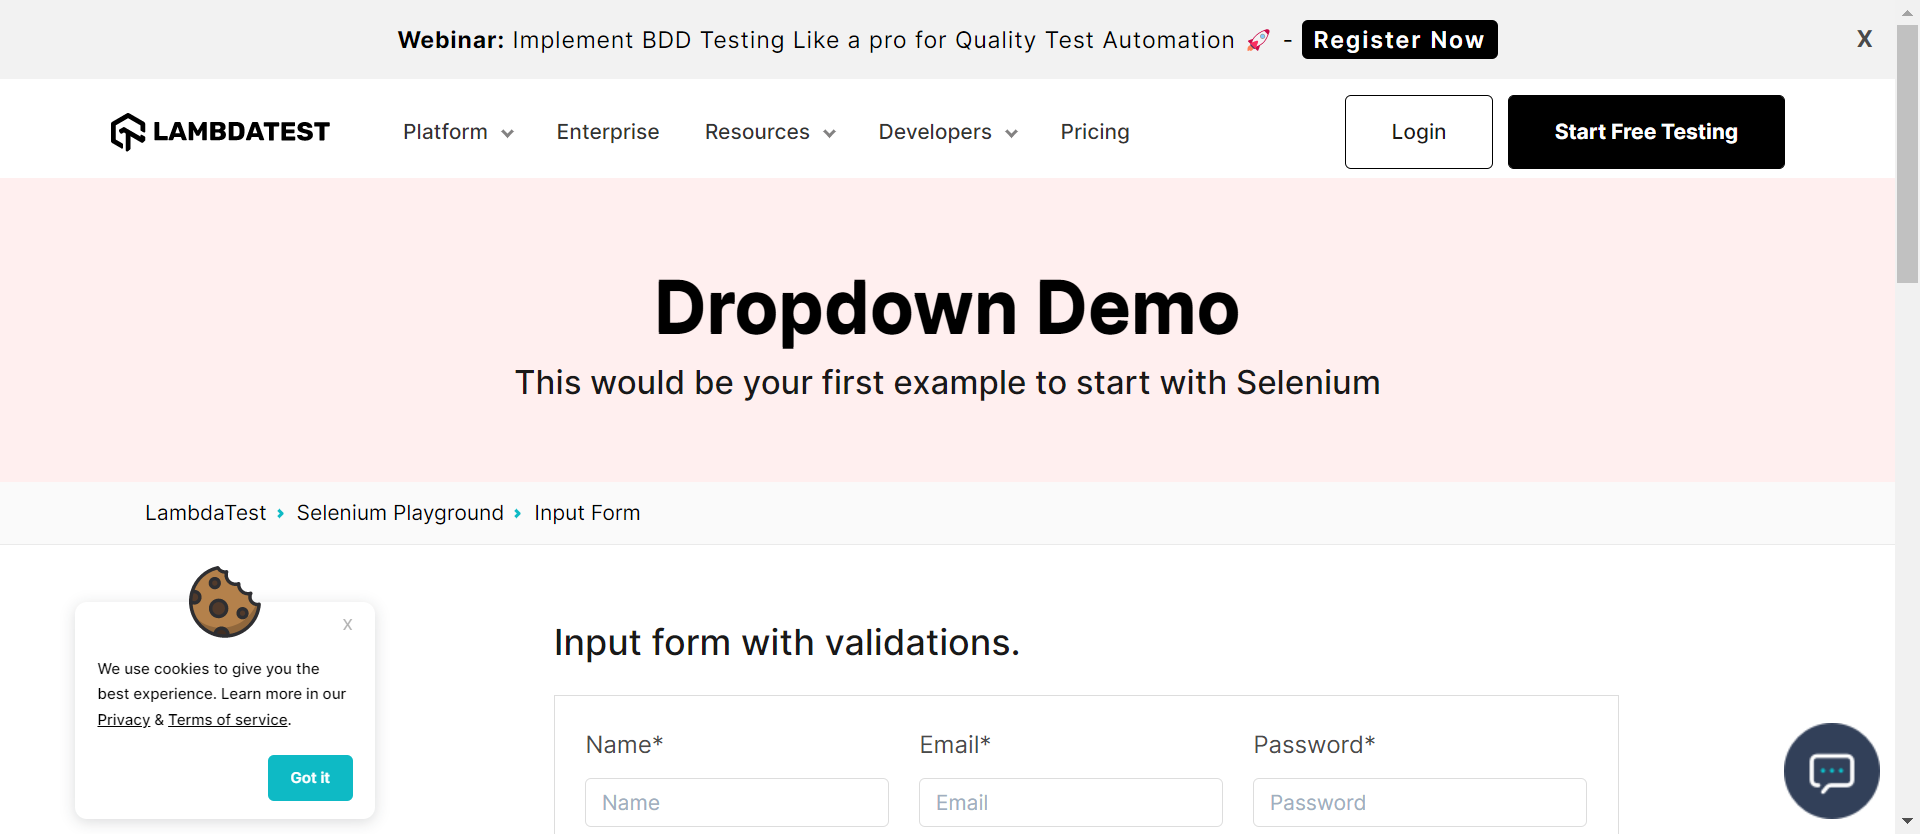 Webinar: Implement BDD Testing Like a pro for Quality Test Automation 🚀 - Register Now X
LAMBDATEST Platform Enterprise Resources Developers Pricing Login Start Free Testing
Dropdown Demo
This would be your first example to start with Selenium
LambdaTest Selenium Playground Input Form
X
We use cookies to give you the
best experience. Learn more in our
Privacy & Terms of service.
Got it
Input form with validations.
Name* Email* Password*
Name Email Password